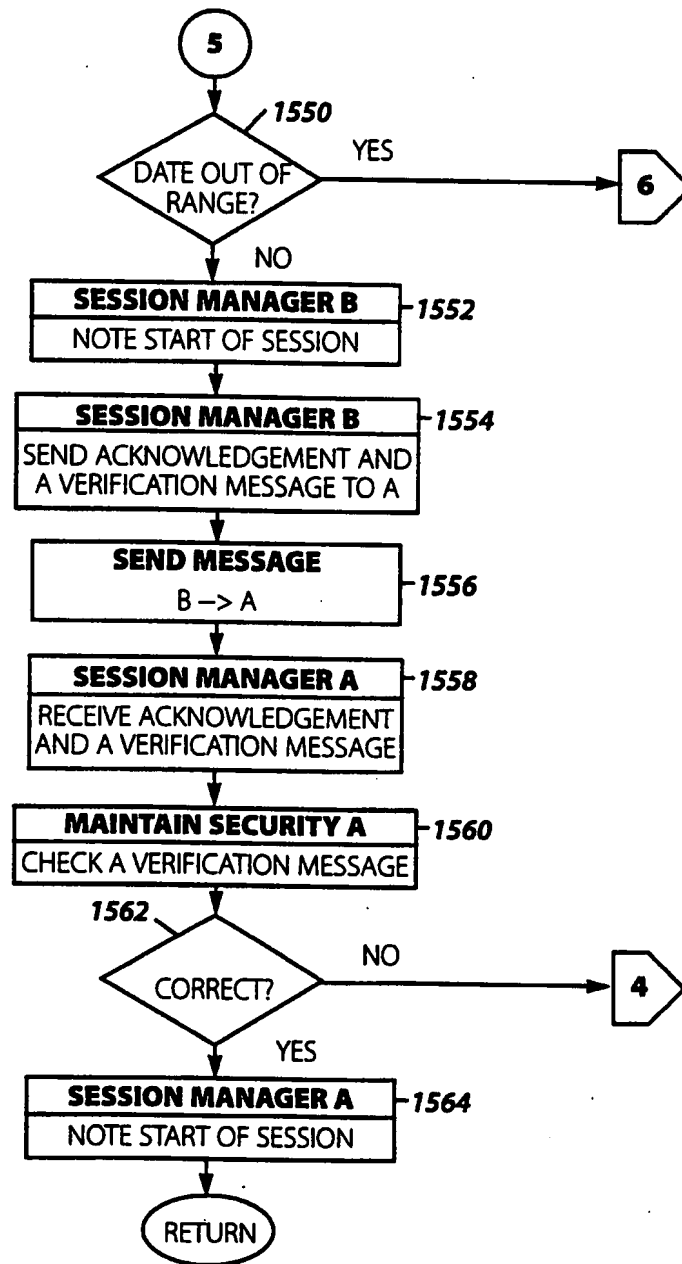 5
1550
DATE OUT OF
RANGE?
YES
6
NO
SESSION MANAGER B
1552
NOTE START OF SESSION
SESSION MANAGER B
1554
SEND ACKNOWLEDGEMENT AND
A VERIFICATION MESSAGE TO A
SEND MESSAGE
1556
B –> A
SESSION MANAGER A
1558
RECEIVE ACKNOWLEDGEMENT
AND A VERIFICATION MESSAGE
MAINTAIN SECURITY A
1560
CHECK A VERIFICATION MESSAGE
1562
CORRECT?
NO
4
YES
SESSION MANAGER A
1564
NOTE START OF SESSION
RETURN